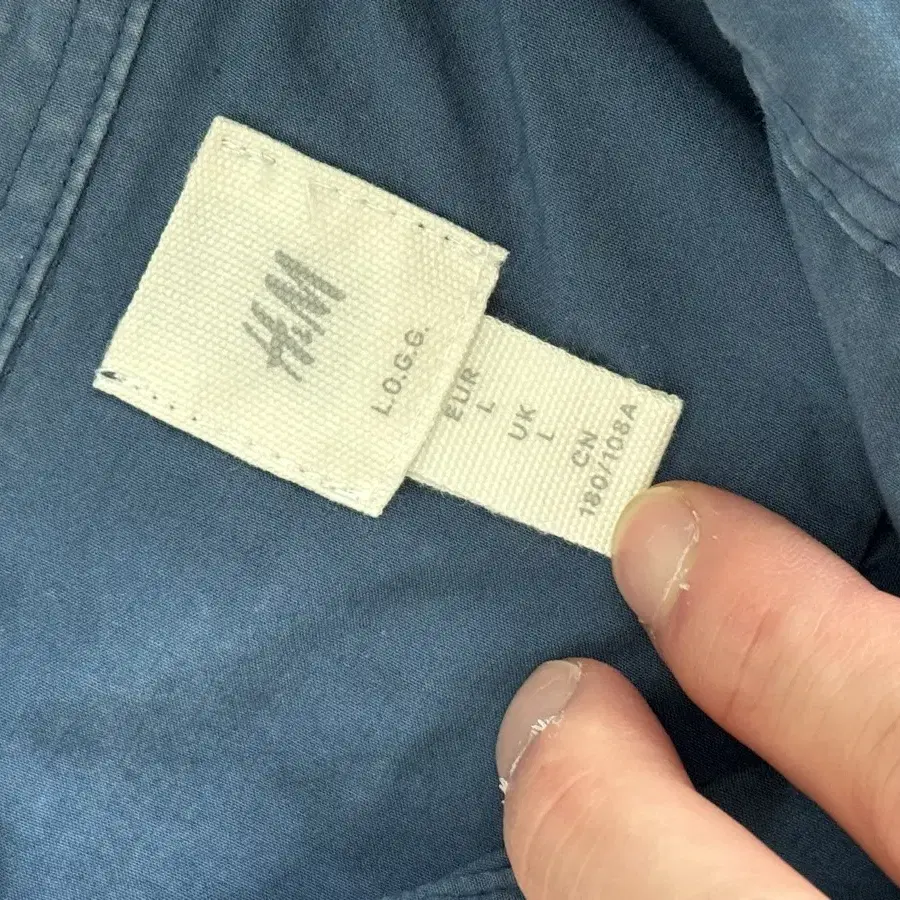 H&M
L.O.G.G.
EUR
L
UK
L
CN
180/108A